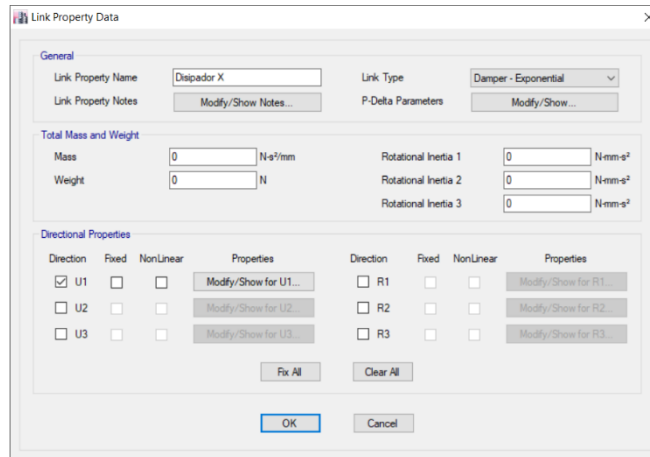 Link Property Data
General
Link Property Name Disipador X Link Type Damper - Exponential
Link Property Notes Modify/Show Notes... P-Delta Parameters Modify/Show...
Total Mass and Weight
Mass 0 N-s²/mm Rotational Inertia 1 0 N-mm-s²
Weight 0 N Rotational Inertia 2 0 N-mm-s²
Rotational Inertia 3 0 N-mm-s²
Directional Properties
Direction Fixed NonLinear Properties Direction Fixed NonLinear Properties
U1 Modify/Show for U1... R1 Modify/Show for R1...
U2 Modify/Show for U2... R2 Modify/Show for R2...
U3 Modify/Show for U3... R3 Modify/Show for R3...
Fix All Clear All
OK Cancel